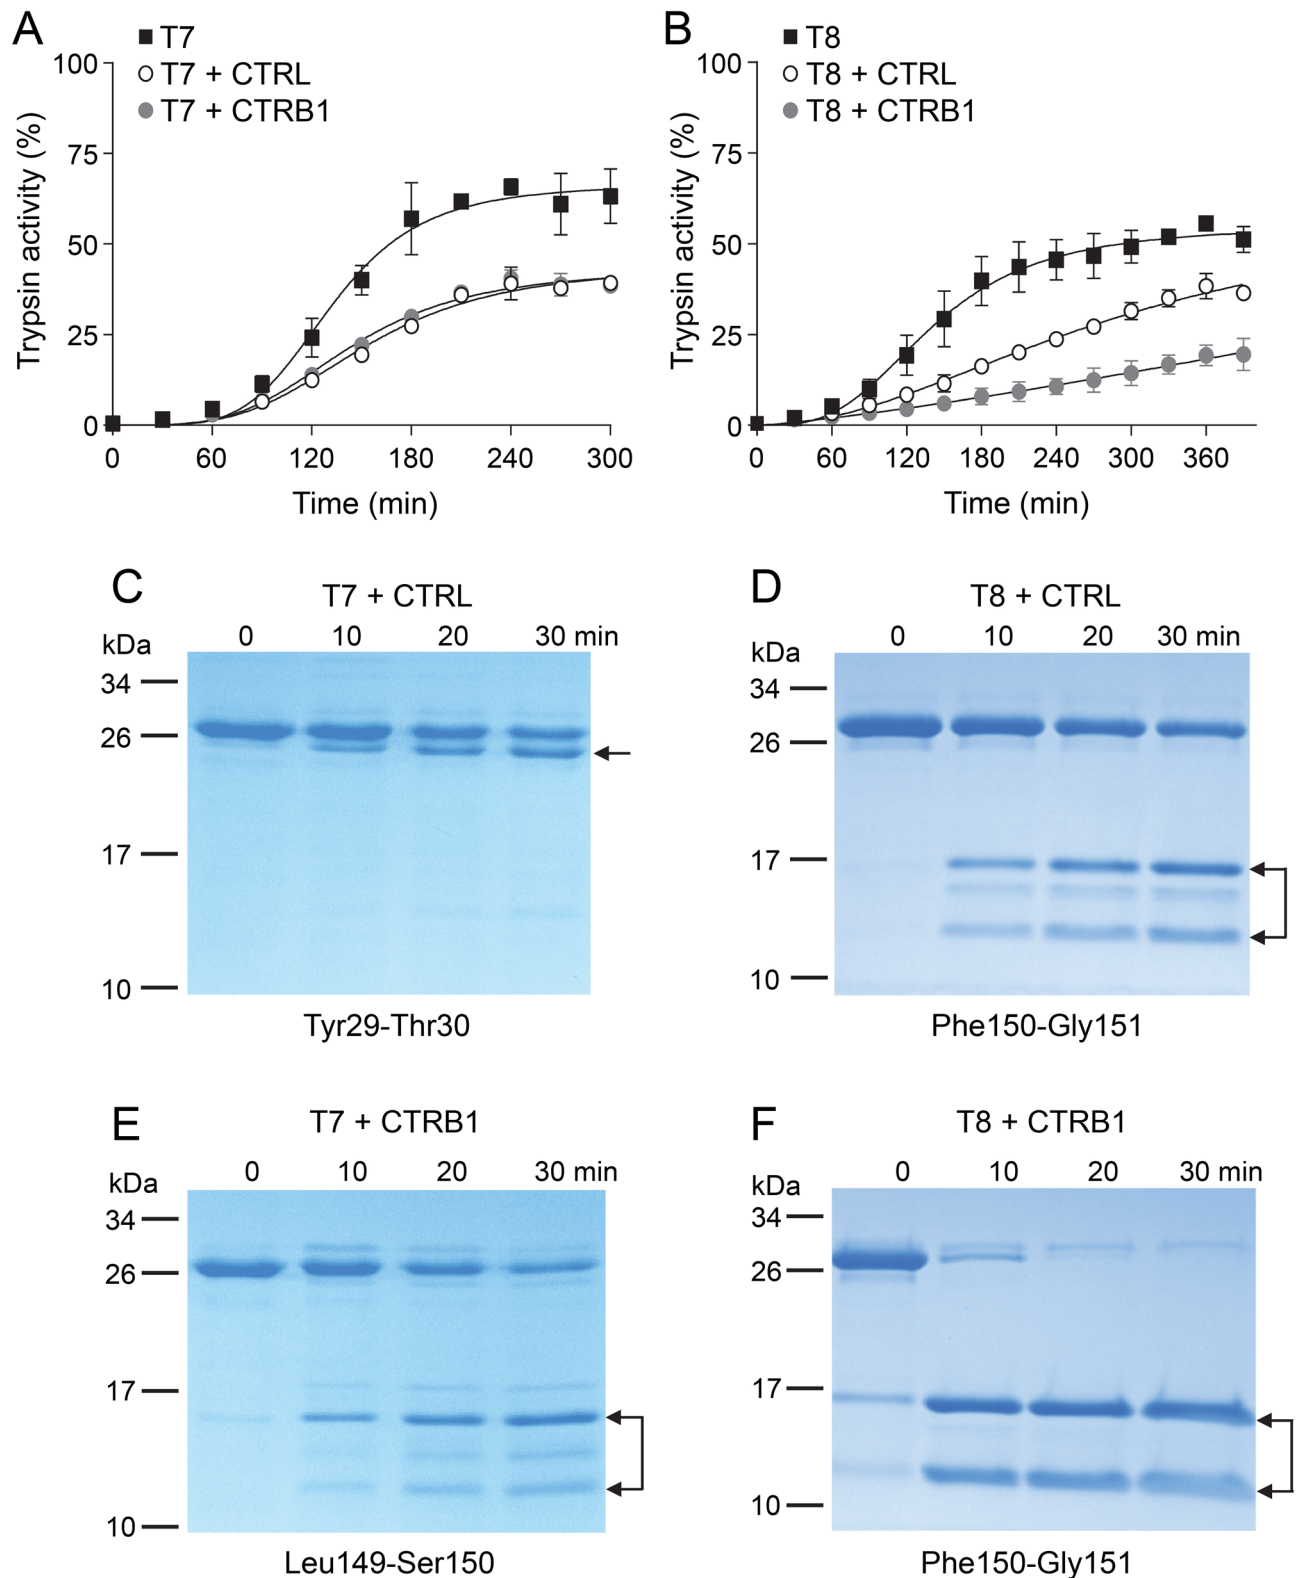 A
T7
T7 + CTRL
T7 + CTRB1
Trypsin activity (%)
100
75
50
25
0
0 60 120 180 240 300
Time (min)
B
T8
T8 + CTRL
T8 + CTRB1
Trypsin activity (%)
100
75
50
25
0
0 60 120 180 240 300 360
Time (min)
C
T7 + CTRL
kDa
0 10 20 30 min
34
26
17
10
Tyr29-Thr30
D
T8 + CTRL
kDa
0 10 20 30 min
34
26
17
10
Phe150-Gly151
E
T7 + CTRB1
kDa
0 10 20 30 min
34
26
17
10
Leu149-Ser150
F
T8 + CTRB1
kDa
0 10 20 30 min
34
26
17
10
Phe150-Gly151